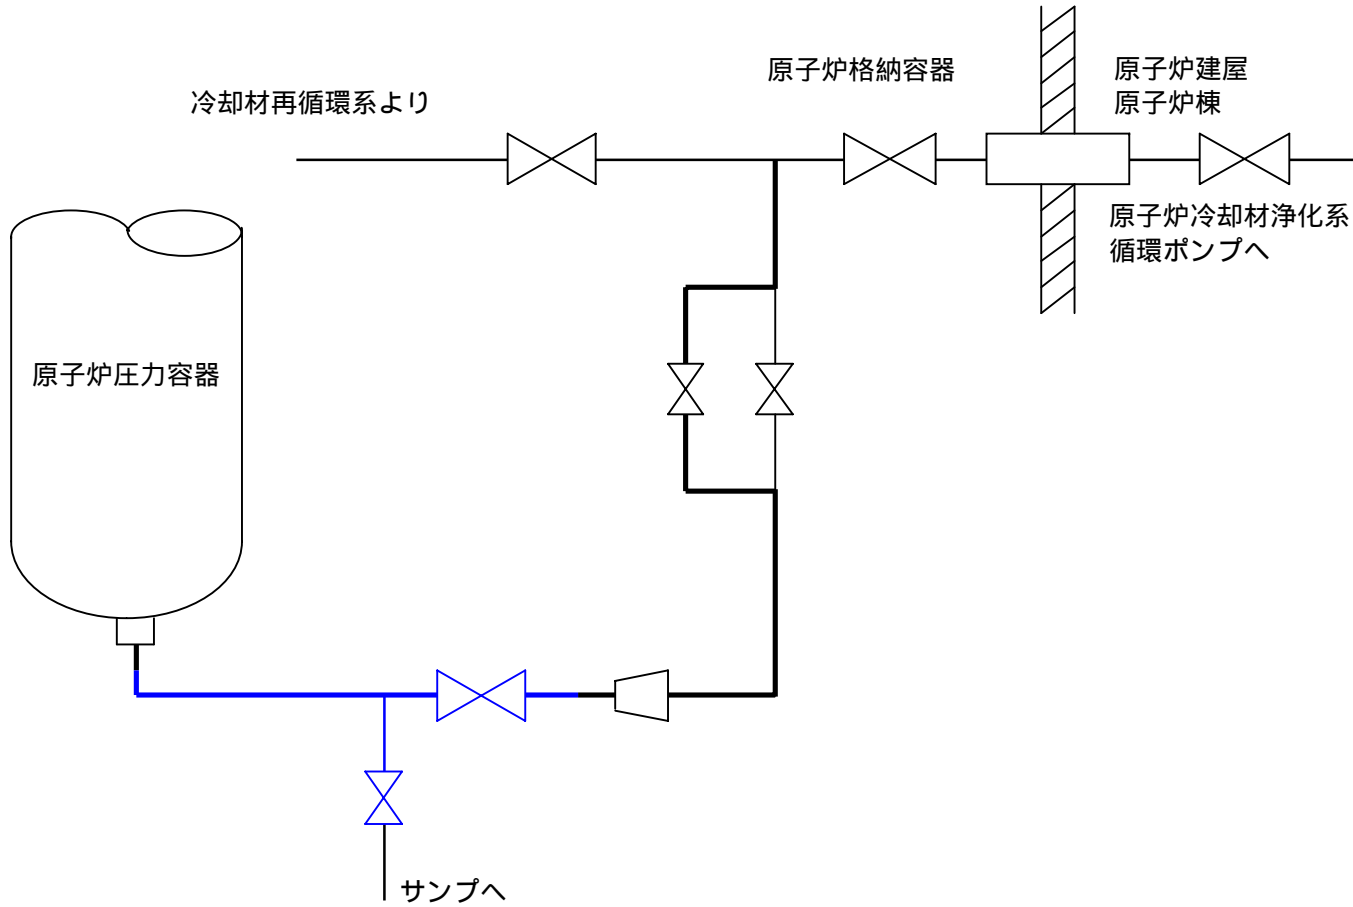 原子炉格納容器
原子炉建屋
原子炉棟
冷却材再循環系より
原子炉冷却材浄化系
循環ポンプへ
原子炉圧力容器
サンプへ